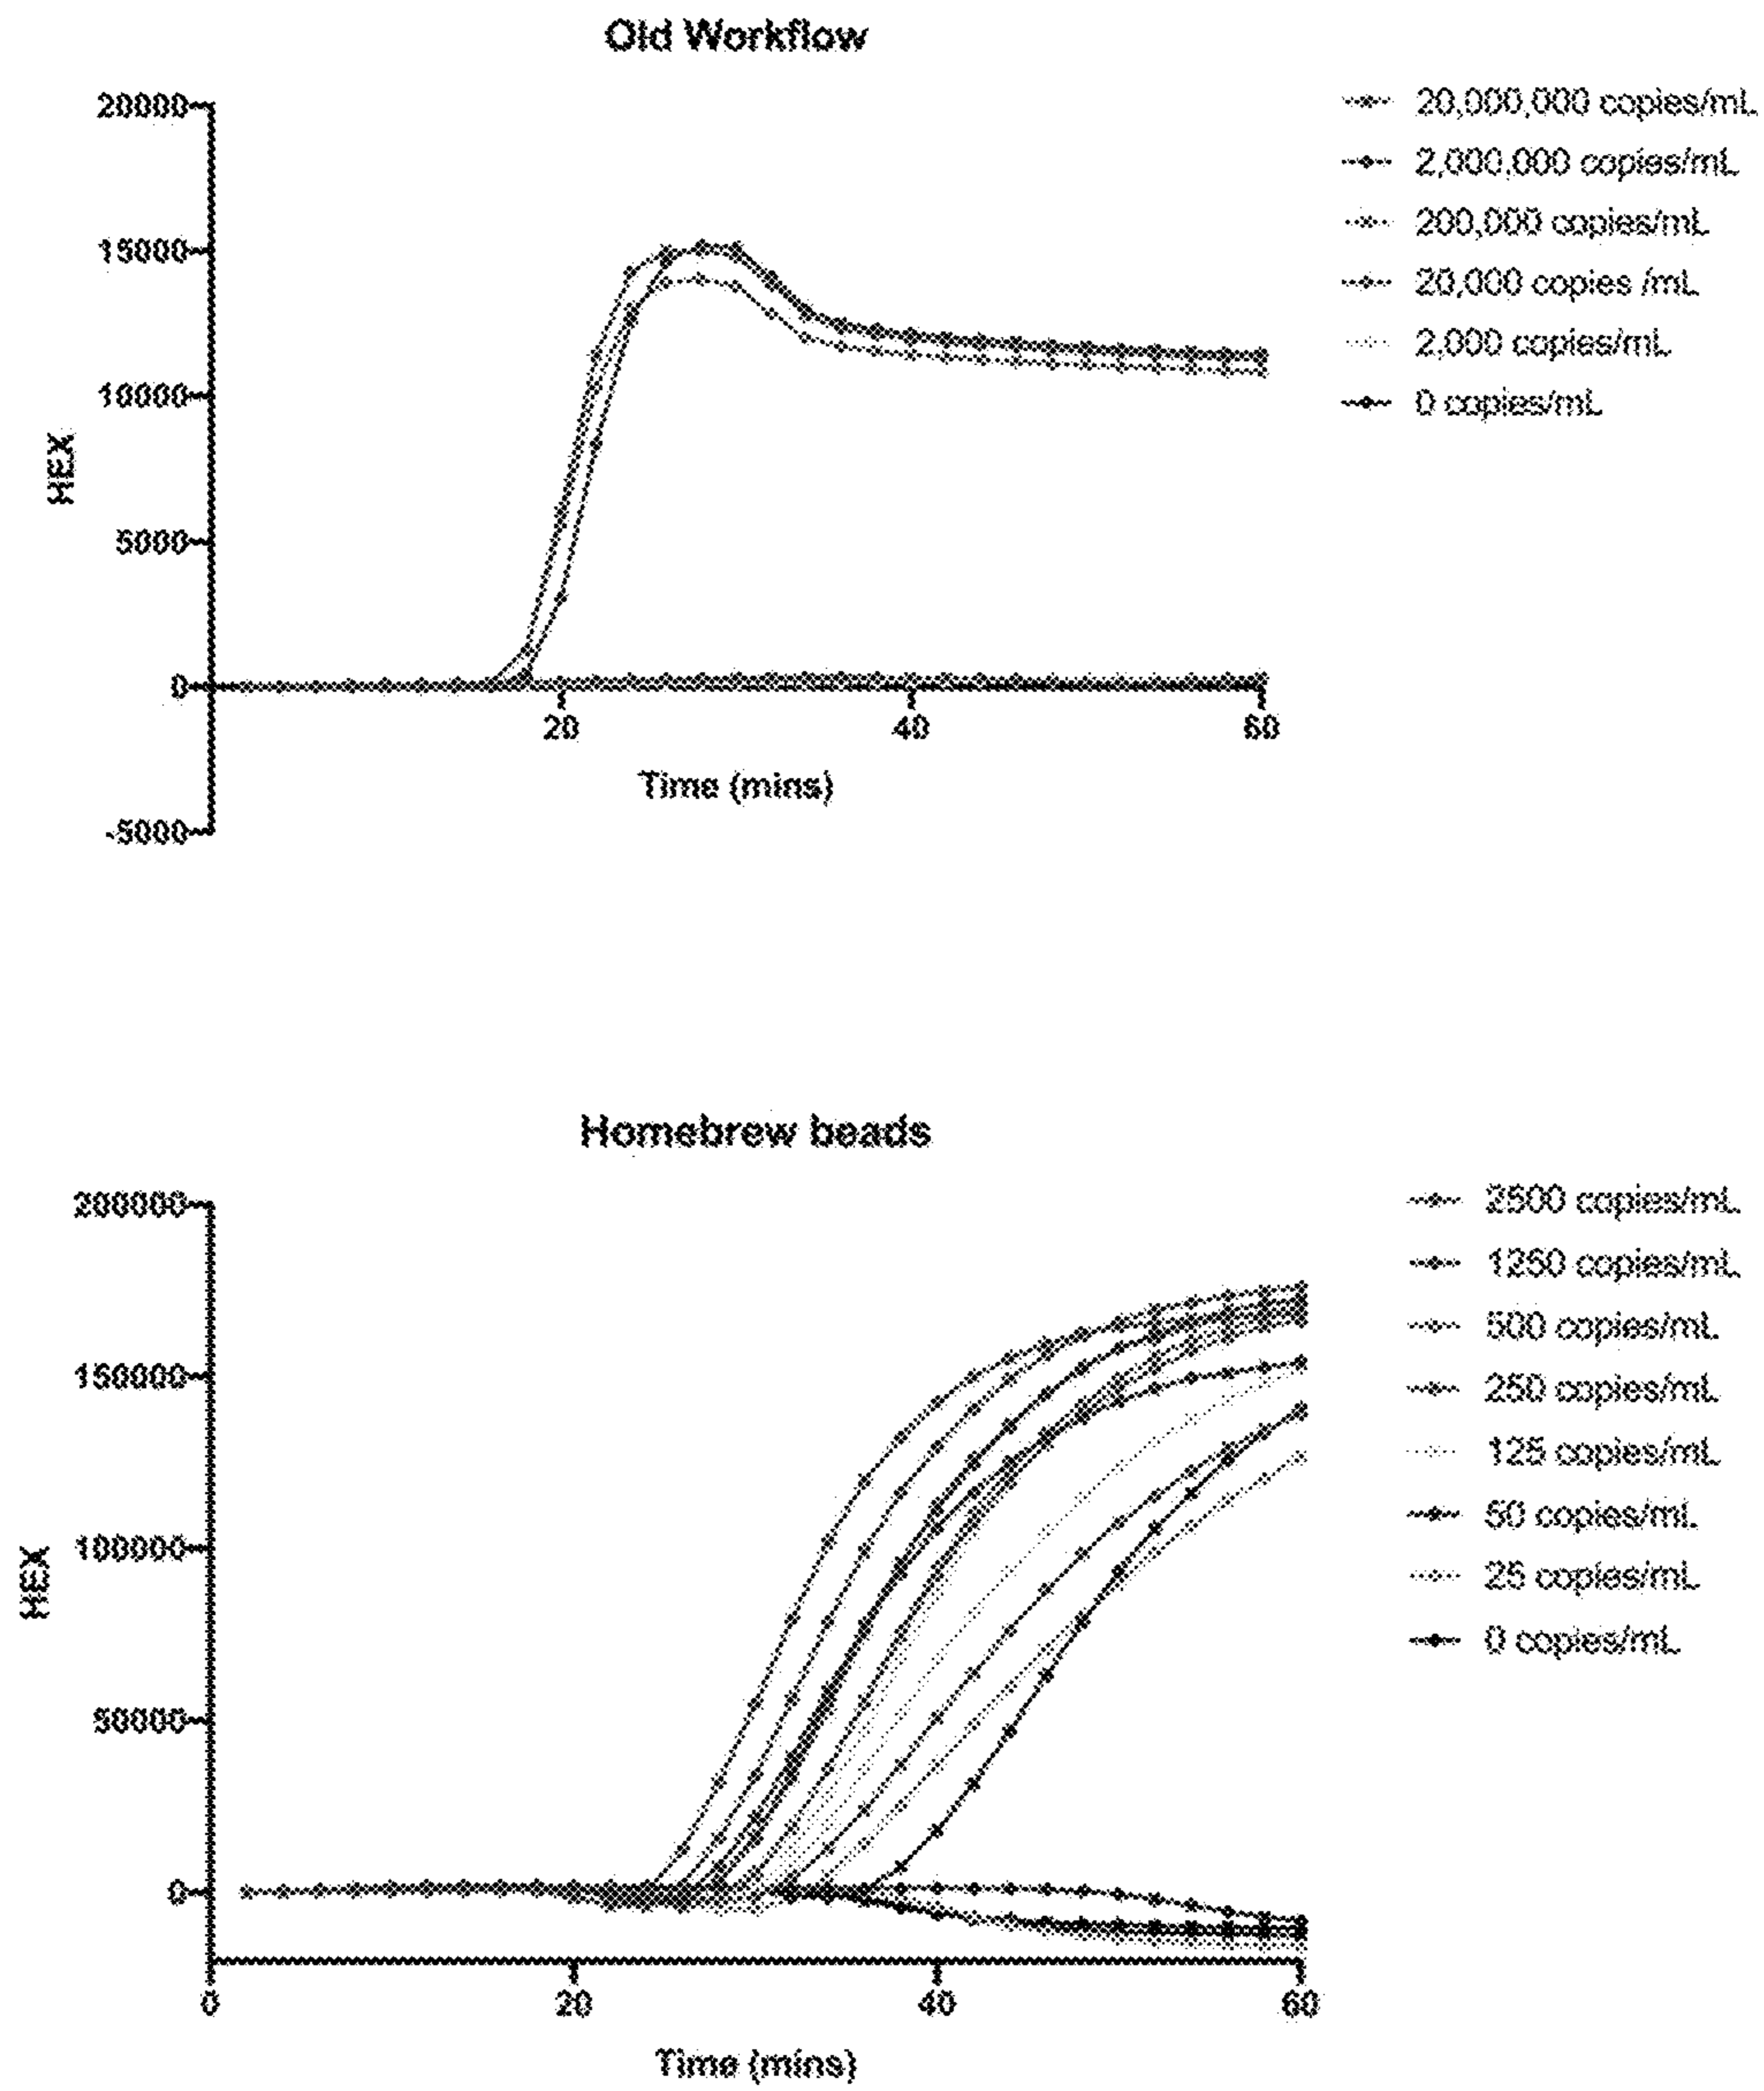 Old Workflow
20000
15000
10000
5000
0
-5000
HEX
20
40
60
Time (mins)
20,000,000 copies/mL
2,000,000 copies/mL
200,000 copies/mL
20,000 copies /mL
2,000 copies/mL
0 copies/mL
Homebrew beads
200000
150000
100000
50000
0
HEX
0
20
40
60
Time (mins)
2500 copies/mL
1250 copies/mL
500 copies/mL
250 copies/mL
125 copies/mL
50 copies/mL
25 copies/mL
0 copies/mL